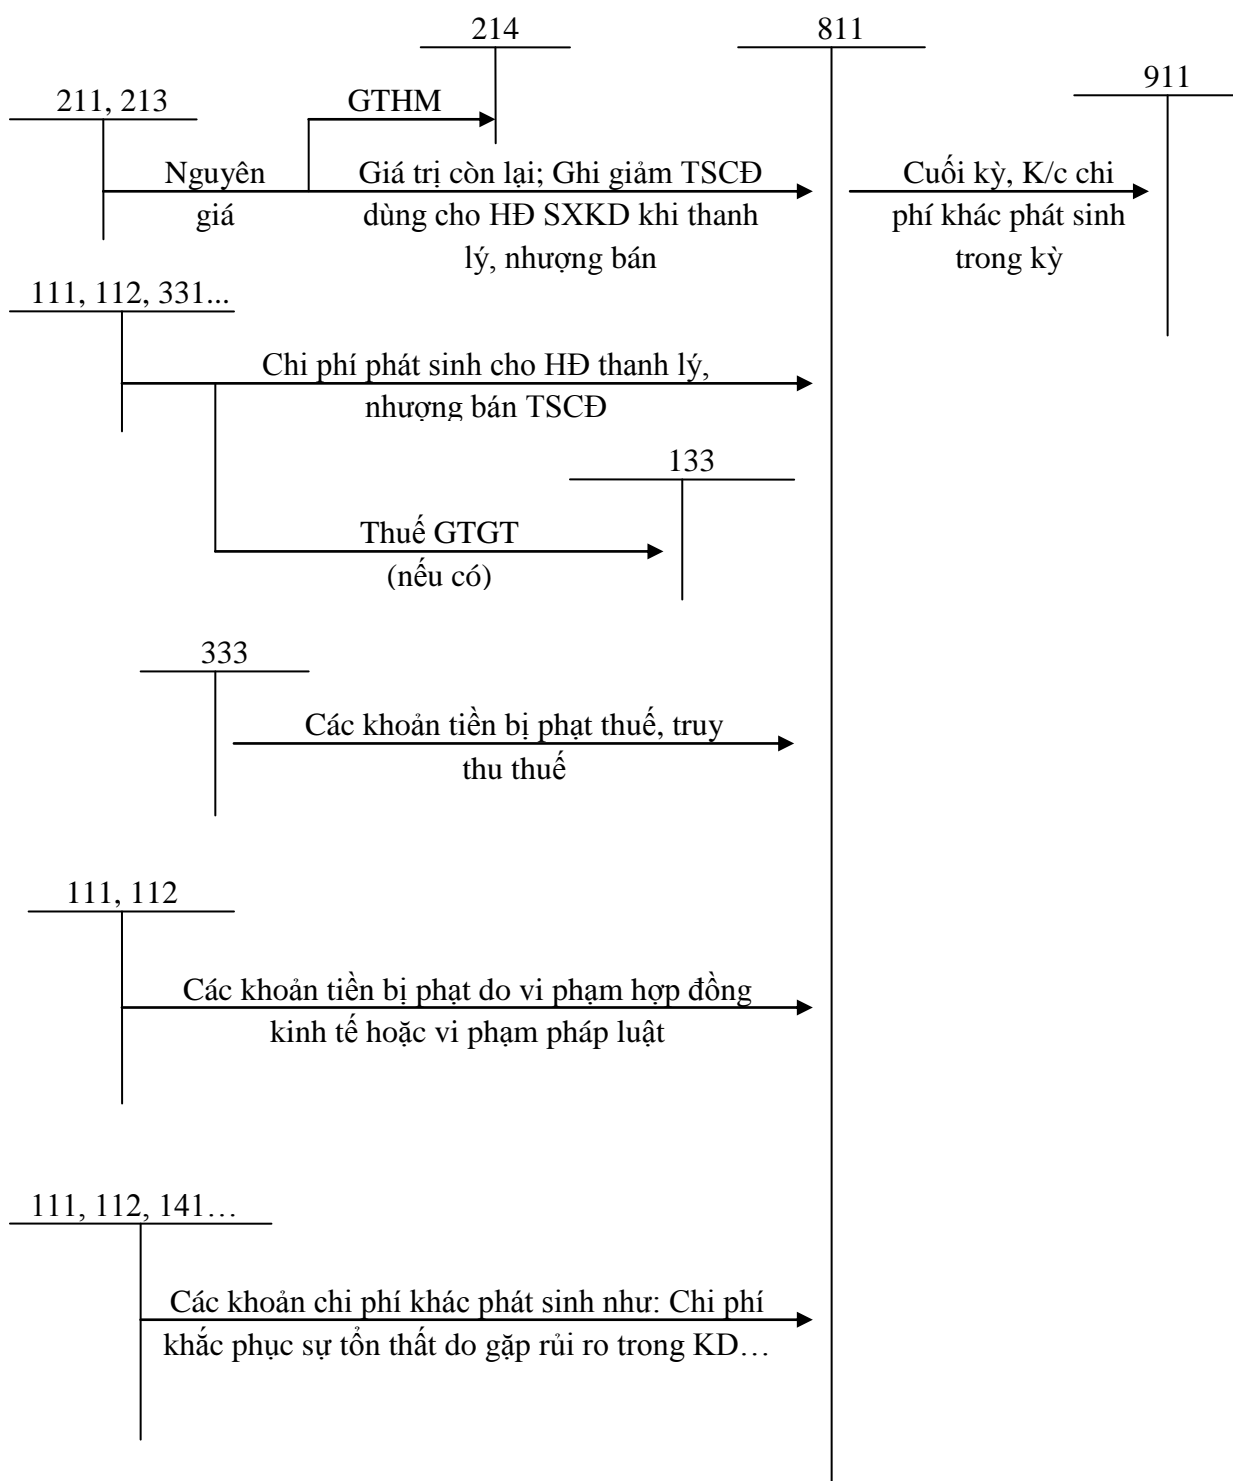 214
811
911
211, 213
GTHM
Nguyên
giá
Giá trị còn lại; Ghi giảm TSCĐ
dùng cho HĐ SXKD khi thanh
lý, nhượng bán
Cuối kỳ, K/c chi
phí khác phát sinh
trong kỳ
111, 112, 331...
Chi phí phát sinh cho HĐ thanh lý,
nhượng bán TSCĐ
133
Thuế GTGT
(nếu có)
333
Các khoản tiền bị phạt thuế, truy
thu thuế
111, 112
Các khoản tiền bị phạt do vi phạm hợp đồng
kinh tế hoặc vi phạm pháp luật
111, 112, 141…
Các khoản chi phí khác phát sinh như: Chi phí
khắc phục sự tổn thất do gặp rủi ro trong KD…